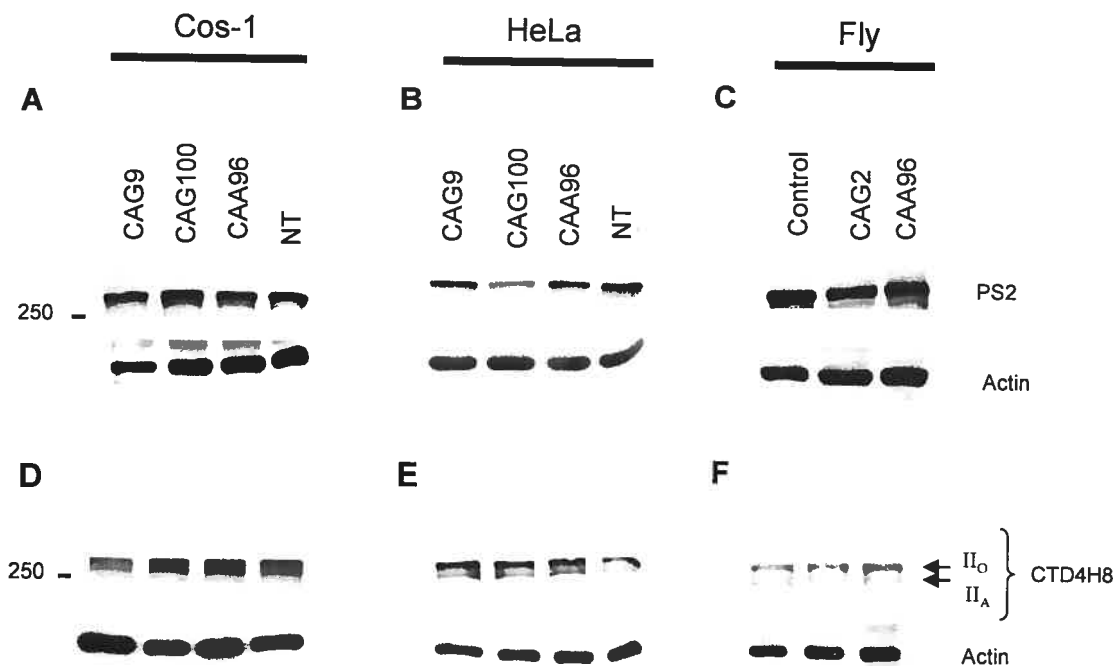 Cos-1
HeLa
Fly
A
B
C
CAG9
CAG100
CAA96
NT
CAG9
CAG100
CAA96
NT
Control
CAG2
CAA96
250
PS2
Actin
D
E
F
250
IIO
IIA
CTD4H8
Actin